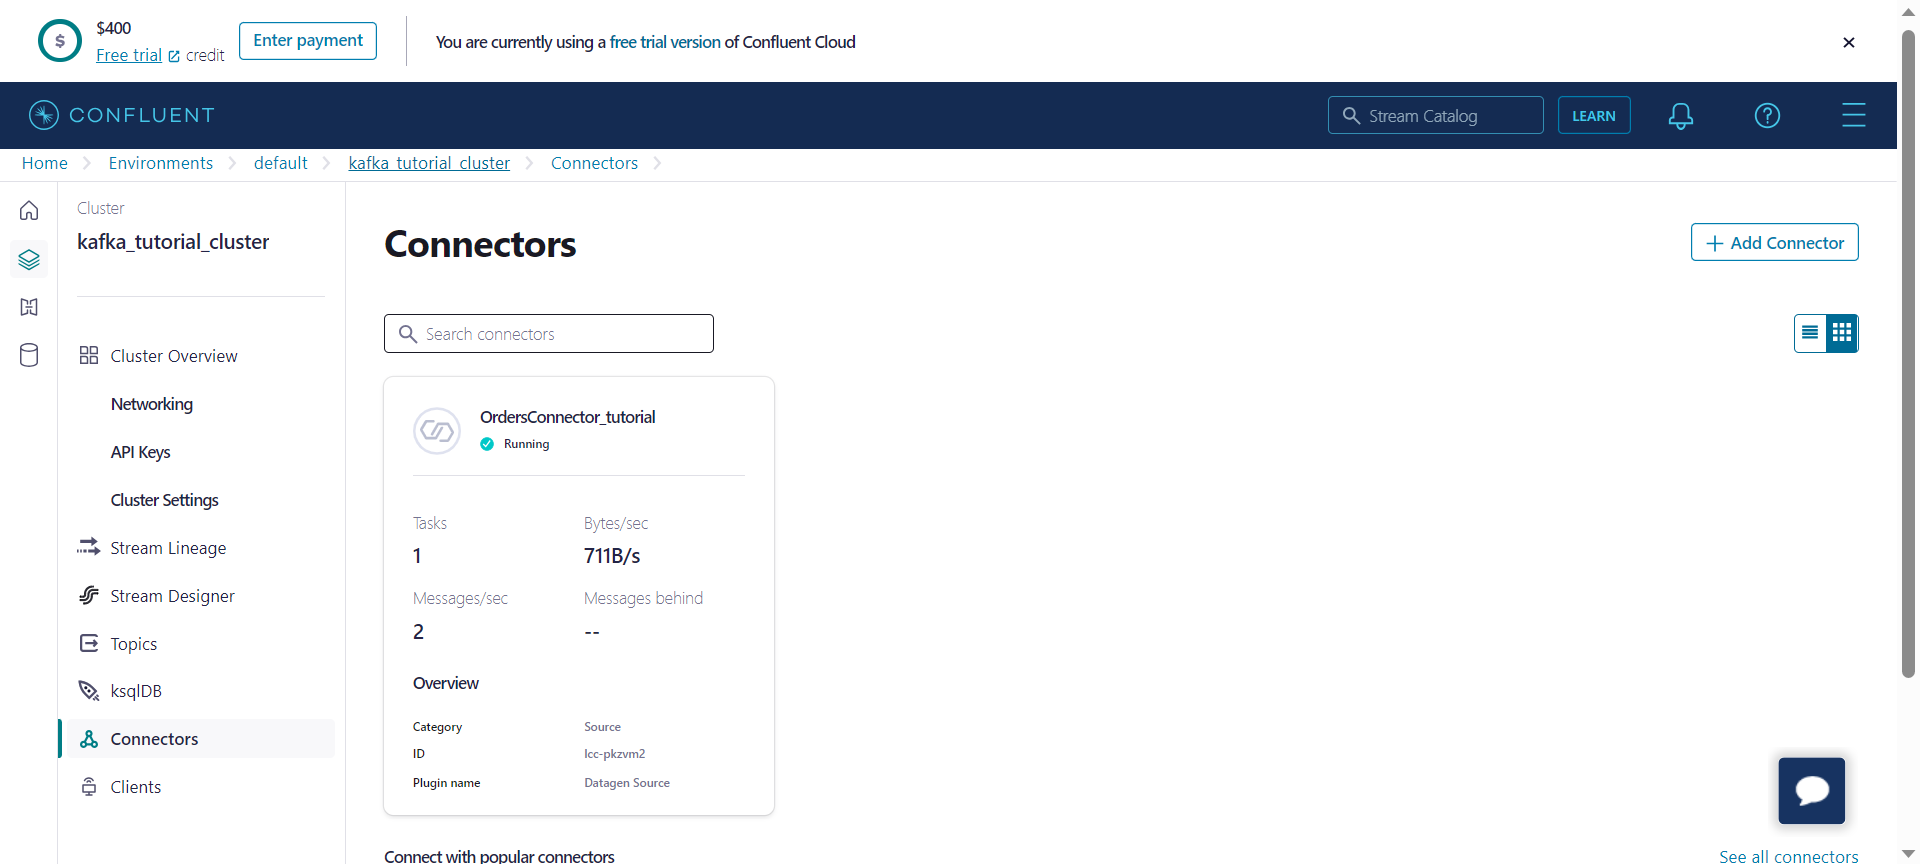 $400
Free trial credit
Enter payment
You are currently using a free trial version of Confluent Cloud
CONFLUENT
Stream Catalog
LEARN
Home
Environments
default
kafka_tutorial_cluster
Connectors
Cluster
kafka_tutorial_cluster
Cluster Overview
Networking
API Keys
Cluster Settings
Stream Lineage
Stream Designer
Topics
ksqlDB
Connectors
Clients
Connectors
+ Add Connector
Search connectors
OrdersConnector_tutorial
Running
Tasks
1
Bytes/sec
711B/s
Messages/sec
2
Messages behind
--
Overview
Category Source
ID lcc-pkzvm2
Plugin name Datagen Source
Connect with popular connectors
See all connectors